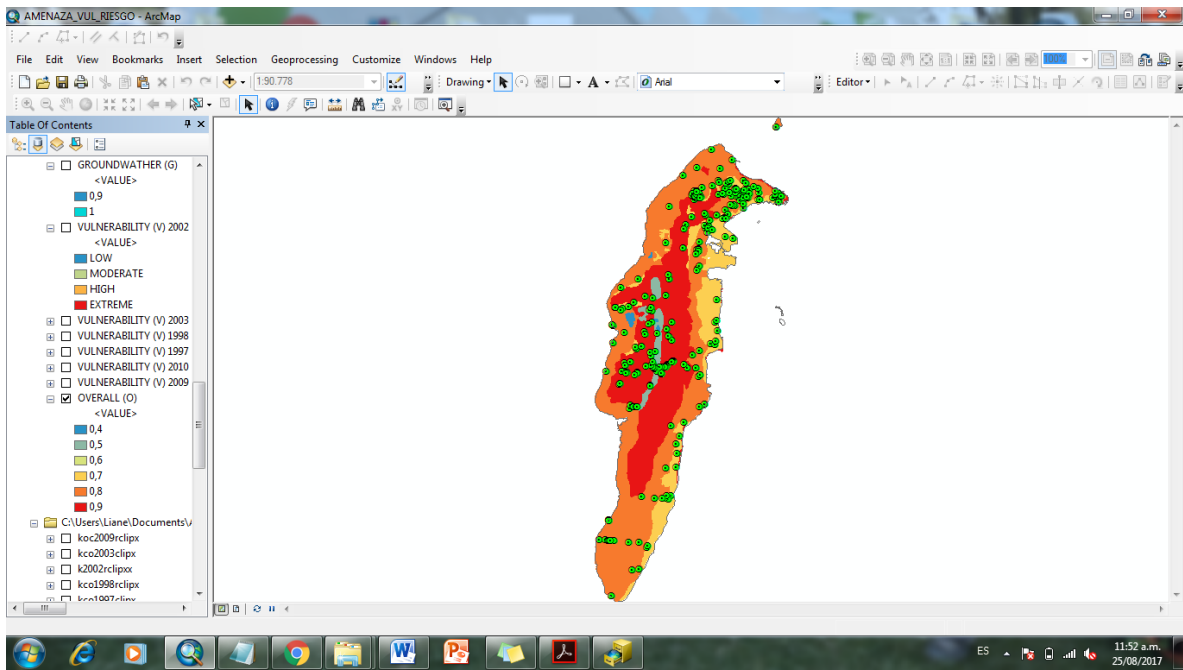 AMENAZA_VUL_RIESGO - ArcMap
File Edit View Bookmarks Insert Selection Geoprocessing Customize Windows Help
100%
1:90.778
Drawing
A
Arial
Editor
Table Of Contents
GROUNDWATHER (G)
<VALUE>
0,9
1
VULNERABILITY (V) 2002
<VALUE>
LOW
MODERATE
HIGH
EXTREME
VULNERABILITY (V) 2003
VULNERABILITY (V) 1998
VULNERABILITY (V) 1997
VULNERABILITY (V) 2010
VULNERABILITY (V) 2009
OVERALL (O)
<VALUE>
0,4
0,5
0,6
0,7
0,8
0,9
C:\Users\Liane\Documents\A
koc2009rclipx
kco2003clipx
k2002rclipxx
kco1998rclipx
kco1997clipx
ES
11:52 a.m.
25/08/2017